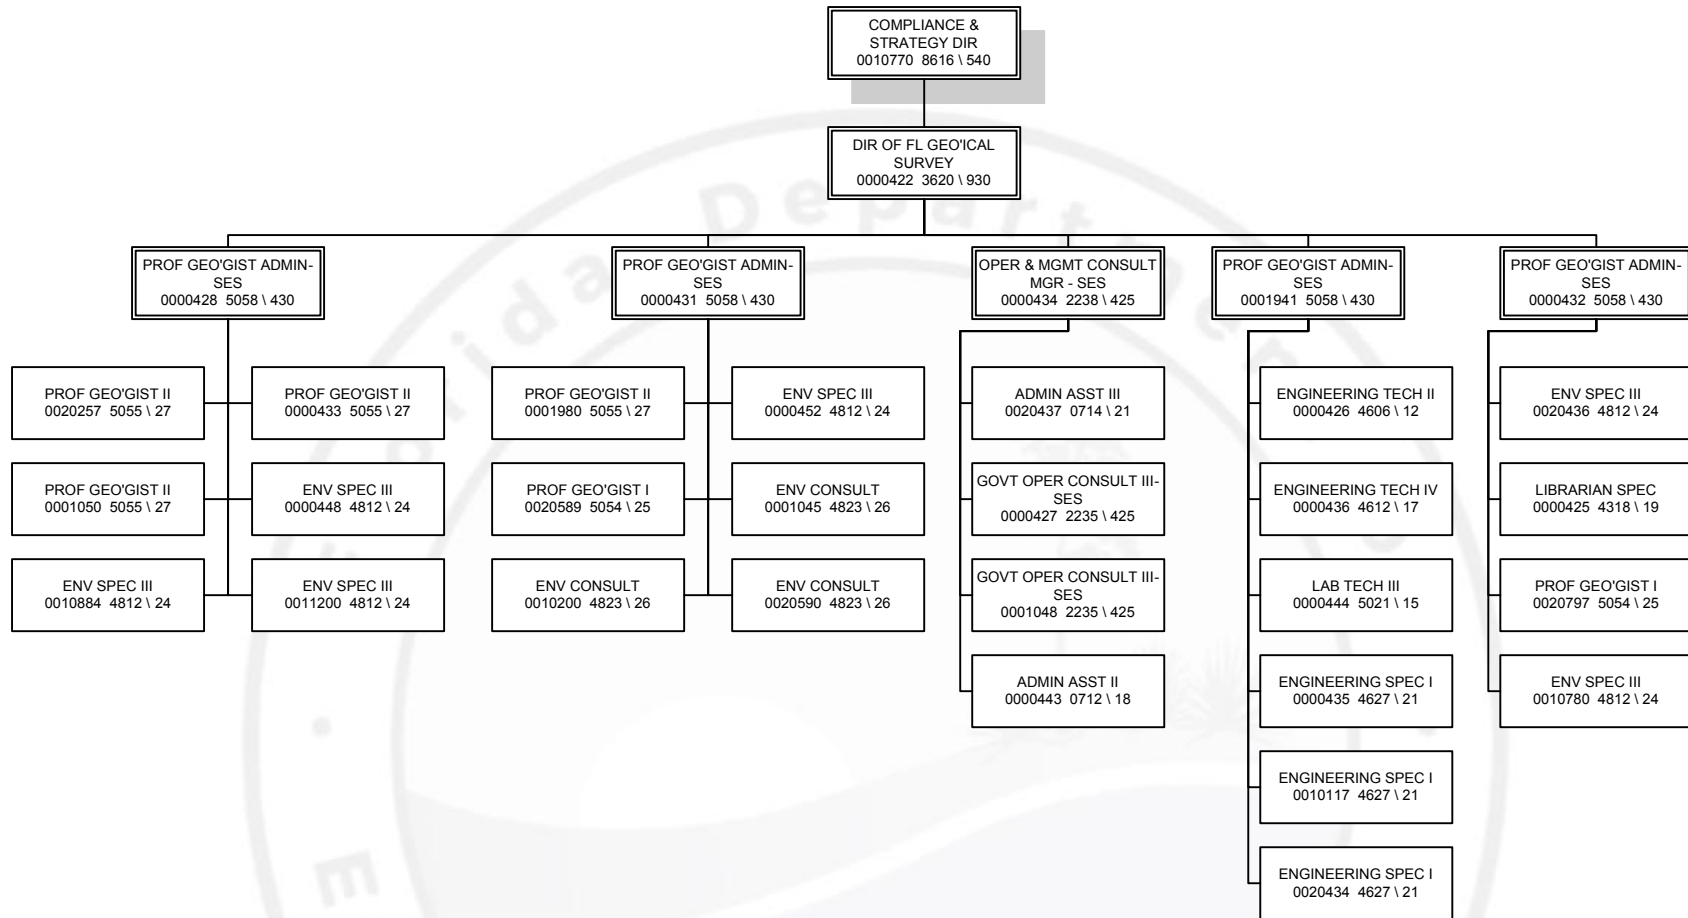 COMPLIANCE &
STRATEGY DIR
0010770 8616 \ 540
DIR OF FL GEO'ICAL
SURVEY
0000422 3620 \ 930
PROF GEO'GIST ADMIN-
SES
0000428 5058 \ 430
PROF GEO'GIST ADMIN-
SES
0000431 5058 \ 430
OPER & MGMT CONSULT
MGR - SES
0000434 2238 \ 425
PROF GEO'GIST ADMIN-
SES
0001941 5058 \ 430
PROF GEO'GIST ADMIN-
SES
0000432 5058 \ 430
PROF GEO'GIST II
0020257 5055 \ 27
PROF GEO'GIST II
0000433 5055 \ 27
PROF GEO'GIST II
0001050 5055 \ 27
ENV SPEC III
0000448 4812 \ 24
ENV SPEC III
0010884 4812 \ 24
ENV SPEC III
0011200 4812 \ 24
PROF GEO'GIST II
0001980 5055 \ 27
ENV SPEC III
0000452 4812 \ 24
PROF GEO'GIST I
0020589 5054 \ 25
ENV CONSULT
0001045 4823 \ 26
ENV CONSULT
0010200 4823 \ 26
ENV CONSULT
0020590 4823 \ 26
ADMIN ASST III
0020437 0714 \ 21
GOVT OPER CONSULT III-
SES
0000427 2235 \ 425
GOVT OPER CONSULT III-
SES
0001048 2235 \ 425
ADMIN ASST II
0000443 0712 \ 18
ENGINEERING TECH II
0000426 4606 \ 12
ENGINEERING TECH IV
0000436 4612 \ 17
LAB TECH III
0000444 5021 \ 15
ENGINEERING SPEC I
0000435 4627 \ 21
ENGINEERING SPEC I
0010117 4627 \ 21
ENGINEERING SPEC I
0020434 4627 \ 21
ENV SPEC III
0020436 4812 \ 24
LIBRARIAN SPEC
0000425 4318 \ 19
PROF GEO'GIST I
0020797 5054 \ 25
ENV SPEC III
0010780 4812 \ 24